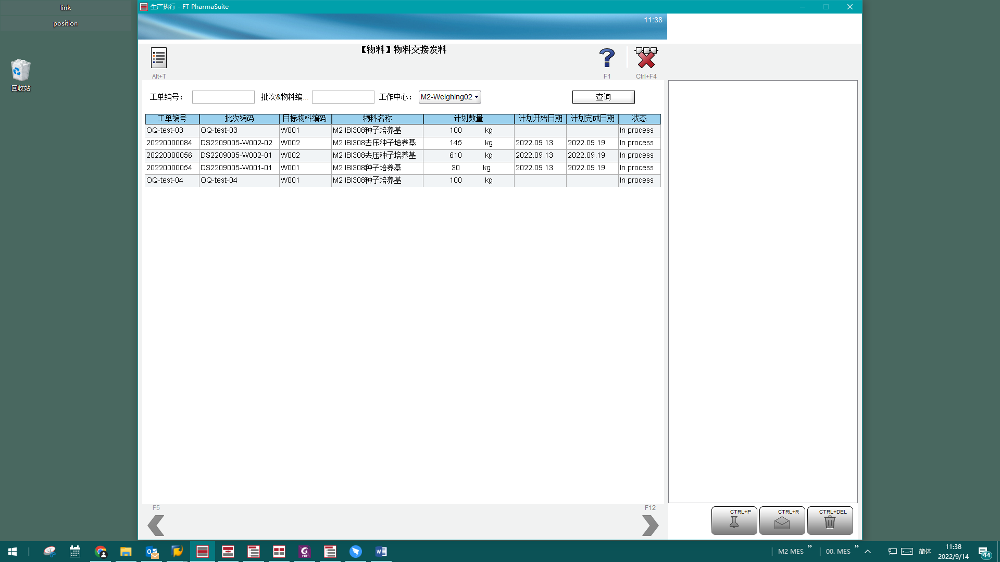 link
position
回收站
生产执行 - FT PharmaSuite
11:38
【物料】物料交接发料
Alt+T
F1
Ctrl+F4
工单编号：
批次&物料编...
工作中心：
M2-Weighing02
查询
工单编号 批次编码 目标物料编码 物料名称 计划数量 计划开始日期 计划完成日期 状态
OQ-test-03 OQ-test-03 W001 M2 IBI308种子培养基 100 kg In process
20220000084 DS2209005-W002-02 W002 M2 IBI308去压种子培养基 145 kg 2022.09.13 2022.09.19 In process
20220000056 DS2209005-W002-01 W002 M2 IBI308去压种子培养基 610 kg 2022.09.13 2022.09.19 In process
20220000054 DS2209005-W001-01 W001 M2 IBI308种子培养基 30 kg 2022.09.13 2022.09.19 In process
OQ-test-04 OQ-test-04 W001 M2 IBI308种子培养基 100 kg In process
F5
F12
CTRL+P
CTRL+R
CTRL+DEL
M2 MES
00. MES
简体
11:38
2022/9/14
44